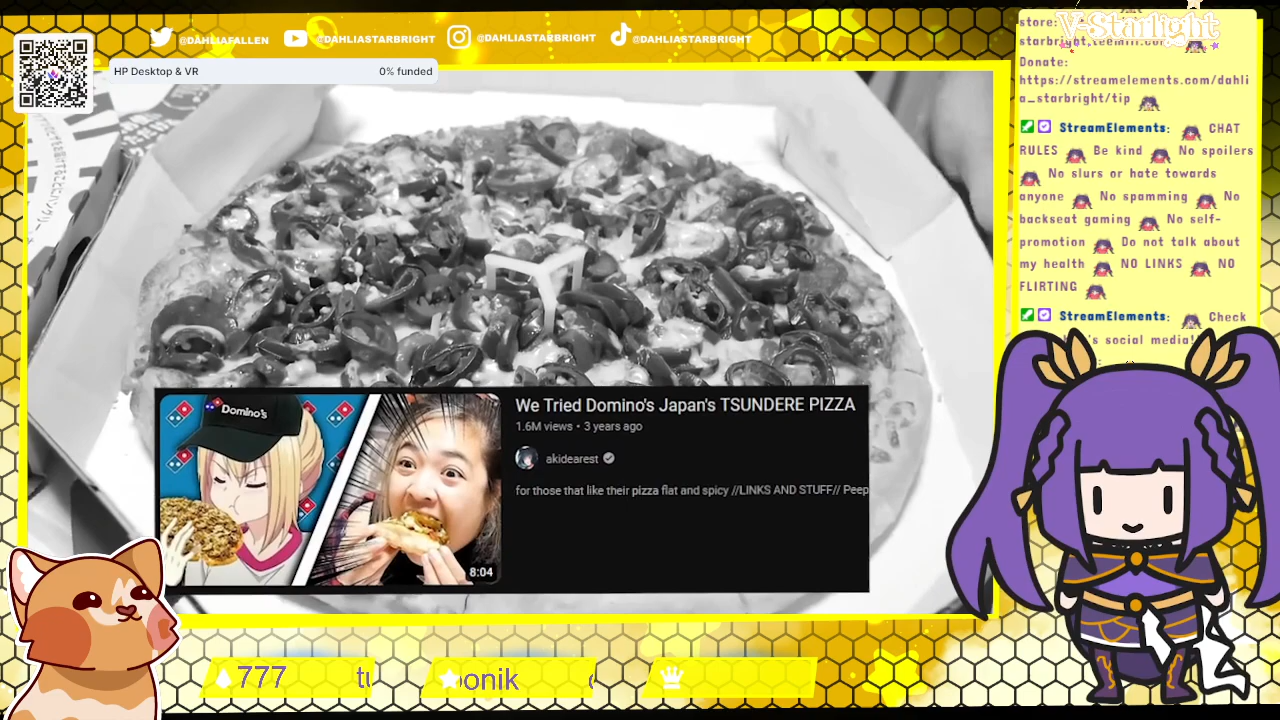 @DAHLIAFALLEN
@DAHLIASTARBRIGHT
@DAHLIASTARBRIGHT
@DAHLIASTARBRIGHT
HP Desktop & VR
0% funded
V-Starlight
store:
Donate:
https://streamelements.com/dahli
a_starbright/tip
StreamElements: CHAT
RULES Be kind No spoilers
No slurs or hate towards
anyone No spamming No
backseat gaming No self-
promotion Do not talk about
my health NO LINKS NO
FLIRTING
StreamElements: Check
's social media!
Domino's
We Tried Domino's Japan's TSUNDERE PIZZA
1.6M views • 3 years ago
akidearest
for those that like their pizza flat and spicy //LINKS AND STUFF// Peep
8:04
777
tu
onik